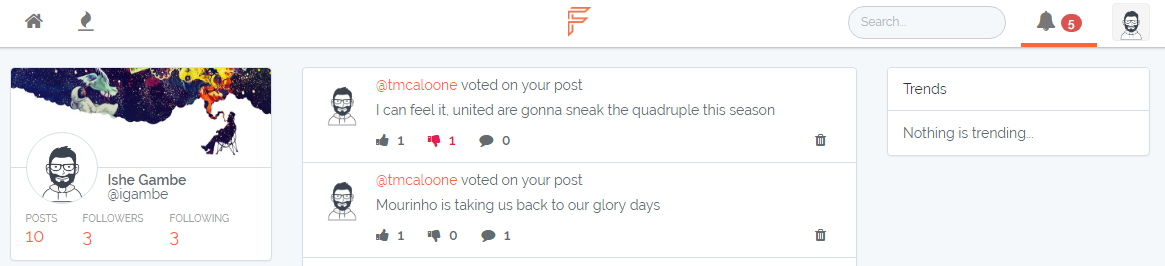 Search...
5
@tmcaloone voted on your post
I can feel it, united are gonna sneak the quadruple this season
1 1 0
@tmcaloone voted on your post
Mourinho is taking us back to our glory days
1 0 1
Ishe Gambe
@igambe
POSTS FOLLOWERS FOLLOWING
10 3 3
Trends
Nothing is trending...